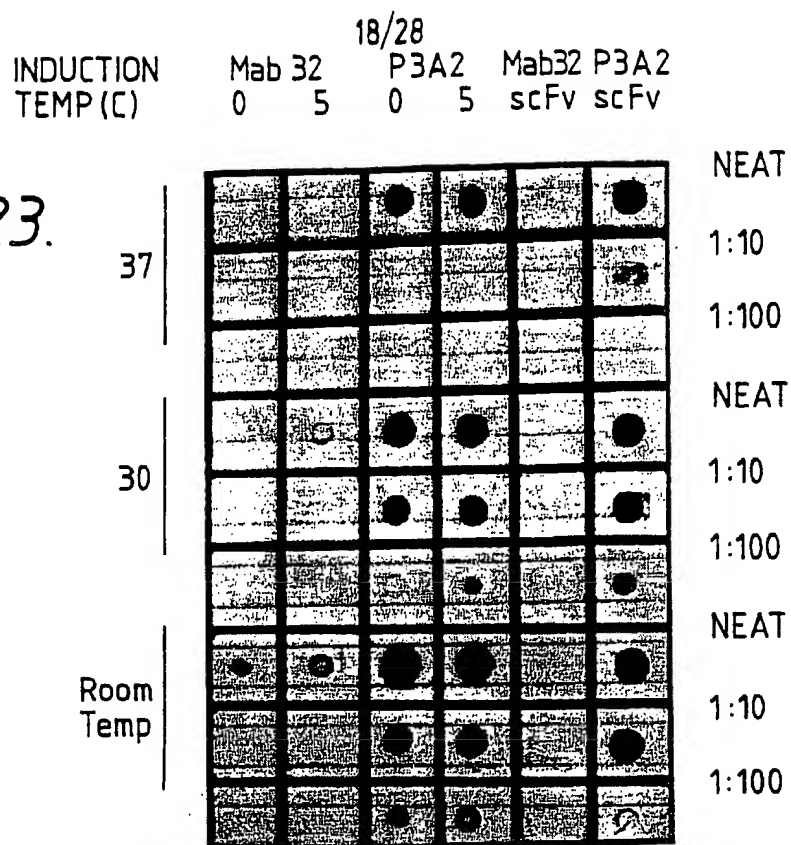 18/28
INDUCTION Mab 32 P3A2 Mab32 P3A2
TEMP (C) 0 5 0 5 scFv scFv
NEAT
23.
37 1:10
1:100
NEAT
30 1:10
1:100
NEAT
Room
Temp 1:10
1:100